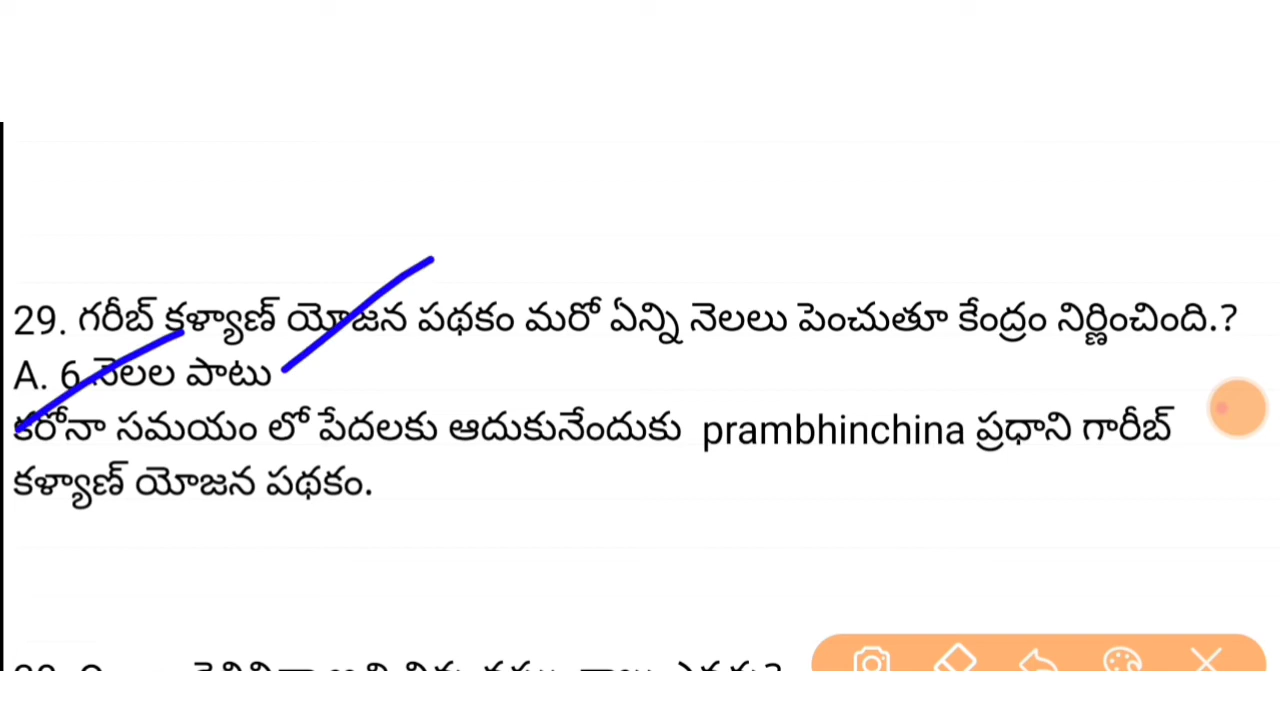 29. గరీబ్ కళ్యాణ్ యోజన పథకం మరో ఏన్ని నెలలు పెంచుతూ కేంద్రం నిర్ణించింది.?
A. 6 నెలల పాటు
కరోనా సమయం లో పేదలకు ఆదుకునేందుకు prambhinchina ప్రధాని గారీబ్
కళ్యాణ్ యోజన పథకం.